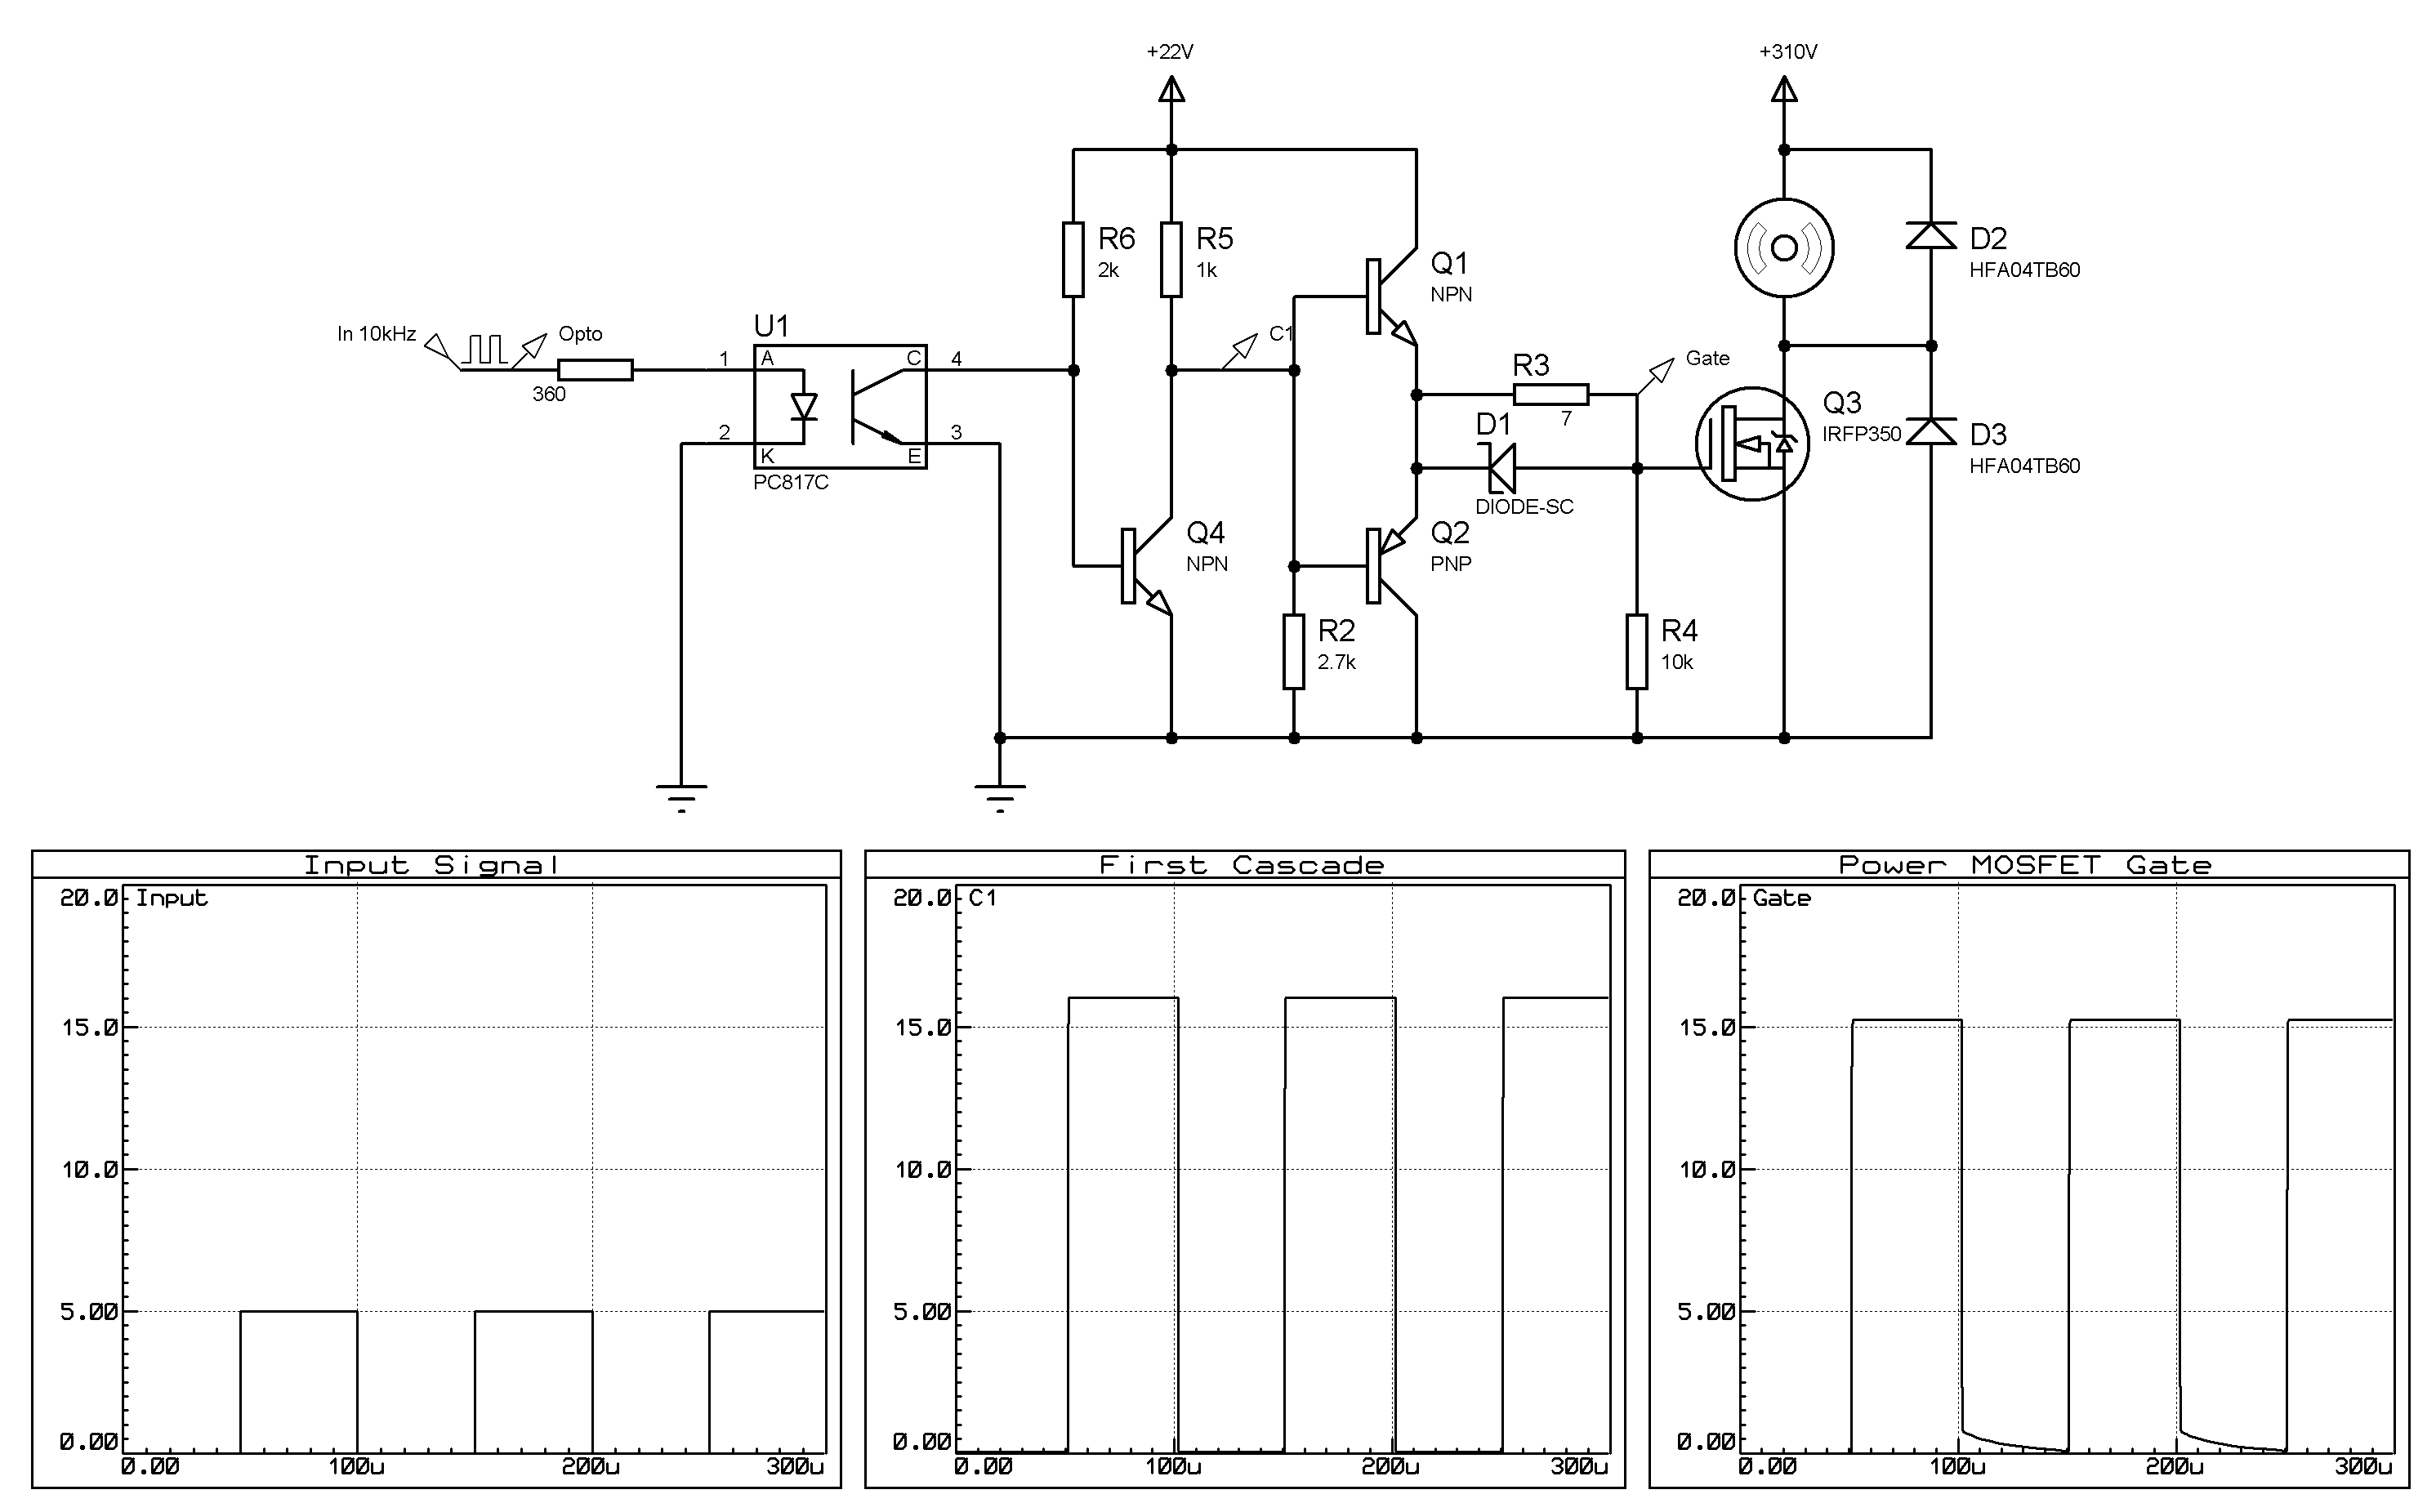 +22V
+310V
R6
2k
R5
1k
Q1
NPN
D2
HFA04TB60
In 10kHz
Opto
360
U1
1
A
C
4
2
K
E
3
PC817C
C1
R3
7
Gate
D1
DIODE-SC
Q3
IRFP350
D3
HFA04TB60
Q4
NPN
Q2
PNP
R2
2.7k
R4
10k
Input Signal
20.0
Input
15.0
10.0
5.00
0.00
0.00 100u 200u 300u
First Cascade
20.0
C1
15.0
10.0
5.00
0.00
0.00 100u 200u 300u
Power MOSFET Gate
20.0
Gate
15.0
10.0
5.00
0.00
0.00 100u 200u 300u